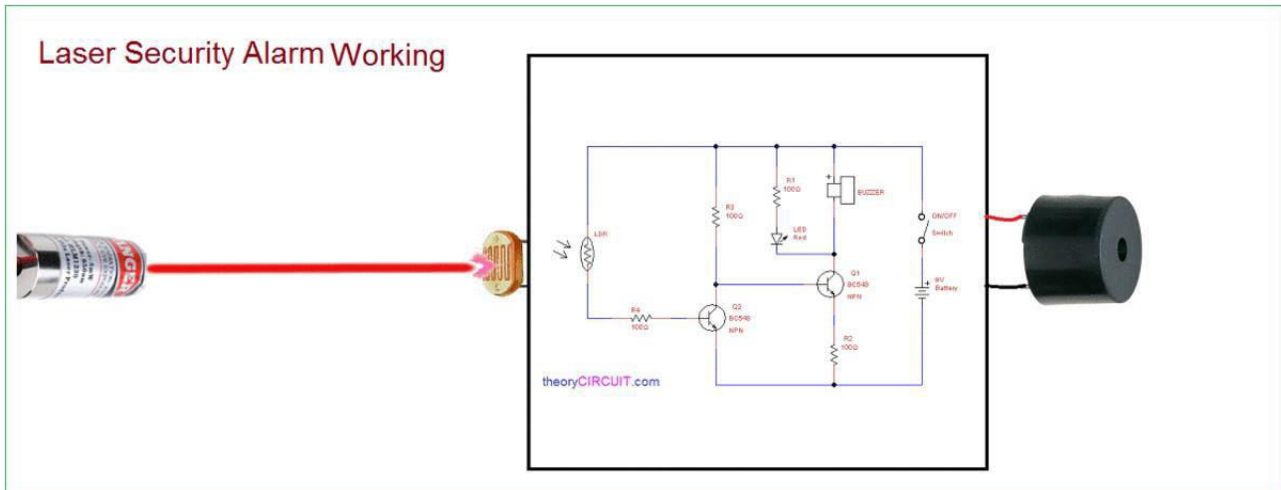 Laser Security Alarm Working
R1
100Ω
BUZZER
R3
100Ω
ON/OFF
Switch
LDR
LED
Red
Q1
BC548
NPN
9V
Battery
R4
100Ω
Q2
BC548
NPN
R2
100Ω
theoryCIRCUIT.com